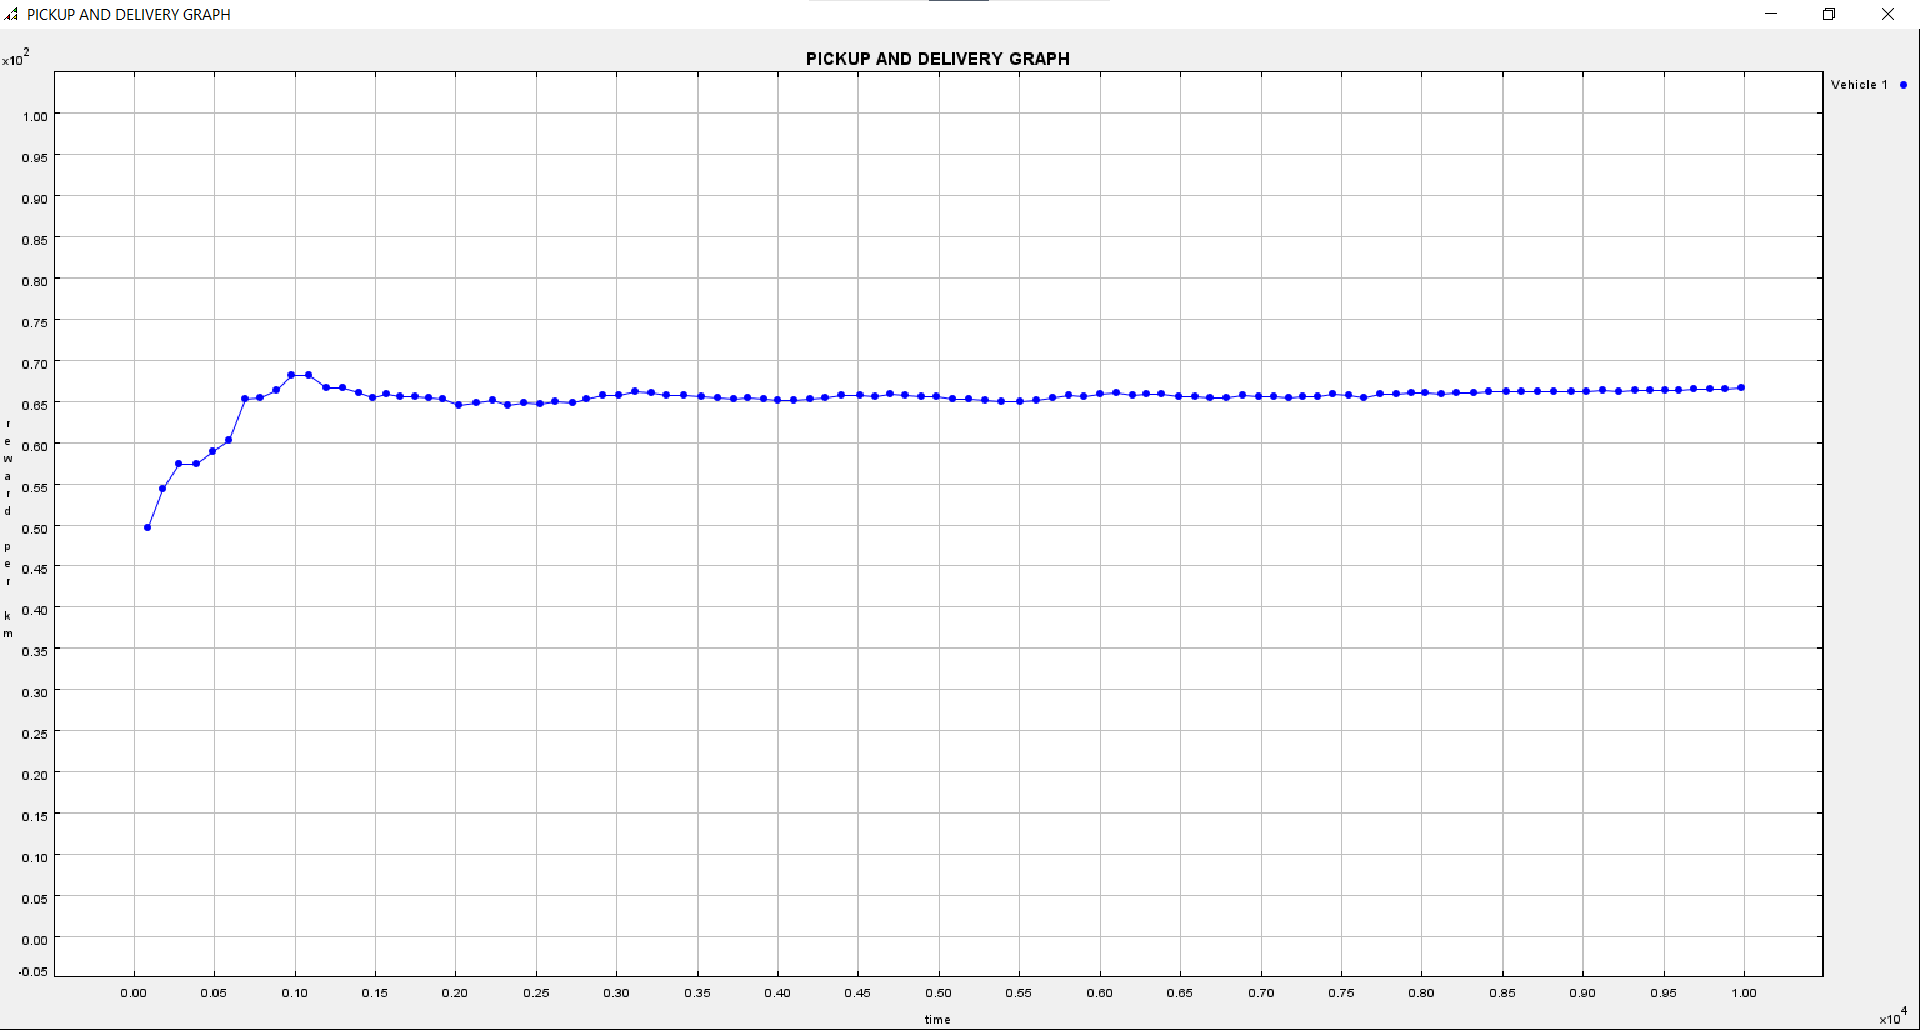 PICKUP AND DELIVERY GRAPH
PICKUP AND DELIVERY GRAPH
x10^2
Vehicle 1
1.00
0.95
0.90
0.85
0.80
0.75
0.70
0.65
0.60
0.55
0.50
0.45
0.40
0.35
0.30
0.25
0.20
0.15
0.10
0.05
0.00
-0.05
reward per km
0.00 0.05 0.10 0.15 0.20 0.25 0.30 0.35 0.40 0.45 0.50 0.55 0.60 0.65 0.70 0.75 0.80 0.85 0.90 0.95 1.00
time
x10^4